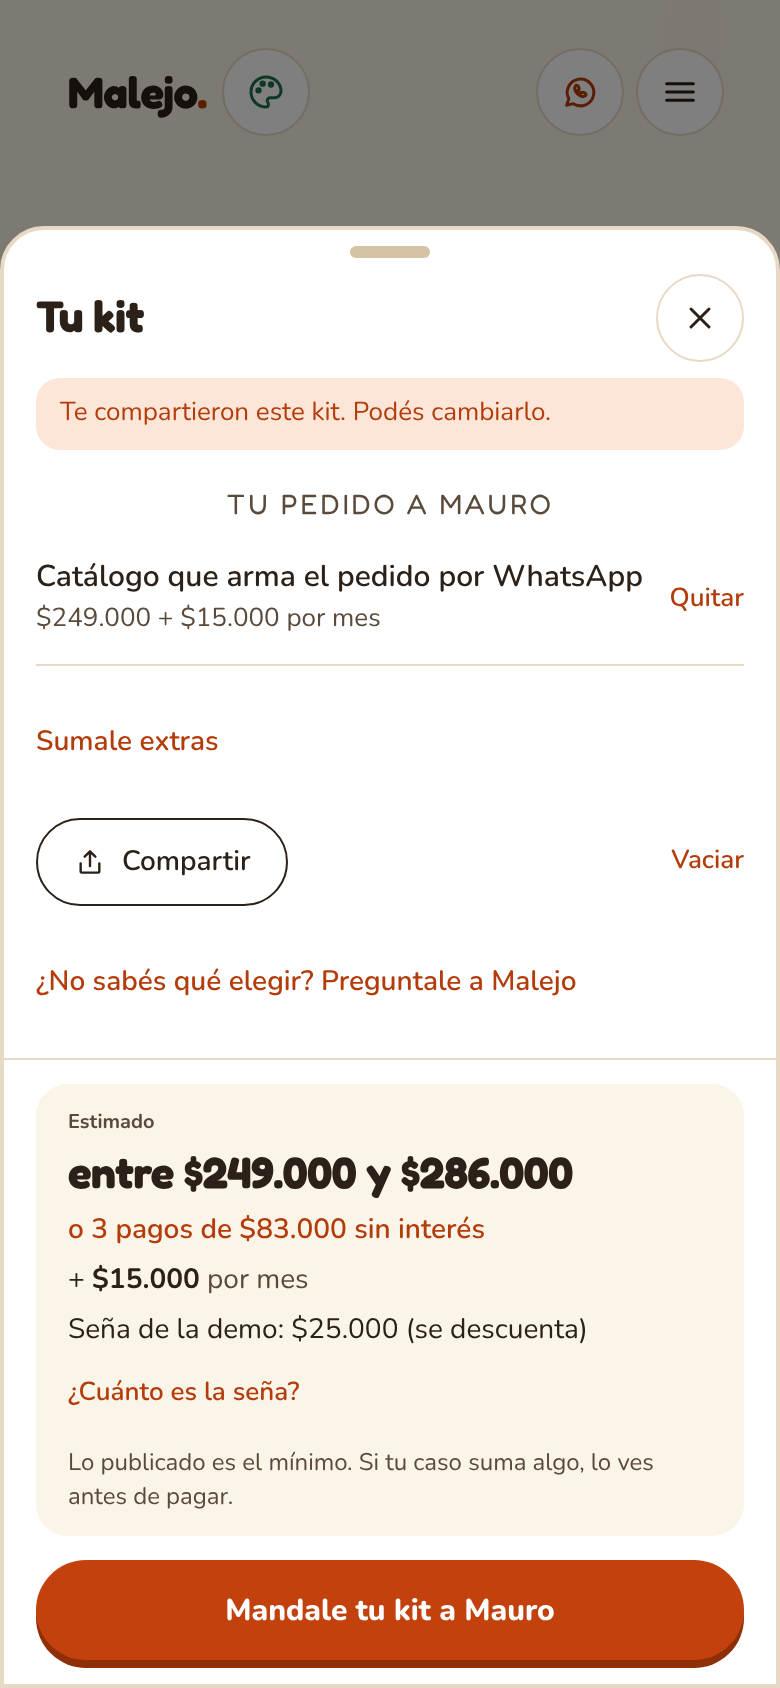 Malejo.
Tu kit
Te compartieron este kit. Podés cambiarlo.
TU PEDIDO A MAURO
Catálogo que arma el pedido por WhatsApp
$249.000 + $15.000 por mes
Quitar
Sumale extras
Compartir
Vaciar
¿No sabés qué elegir? Preguntale a Malejo
Estimado
entre $249.000 y $286.000
o 3 pagos de $83.000 sin interés
+ $15.000 por mes
Seña de la demo: $25.000 (se descuenta)
¿Cuánto es la seña?
Lo publicado es el mínimo. Si tu caso suma algo, lo ves
antes de pagar.
Mandale tu kit a Mauro